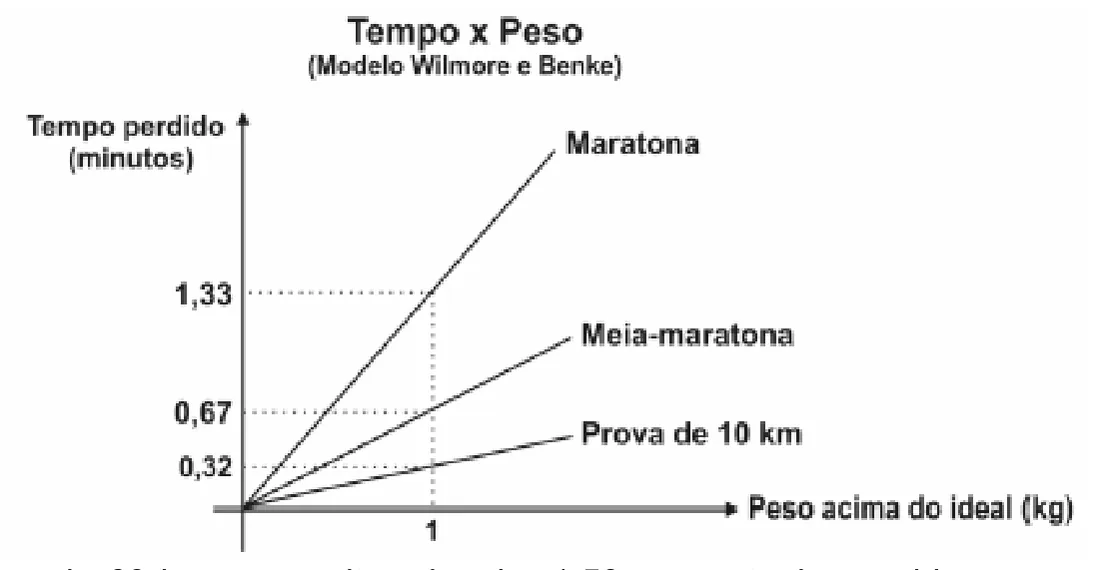 Tempo x Peso
(Modelo Wilmore e Benke)
Tempo perdido
(minutos)
Maratona
1,33
Meia-maratona
0,67
Prova de 10 km
0,32
Peso acima do ideal (kg)
1